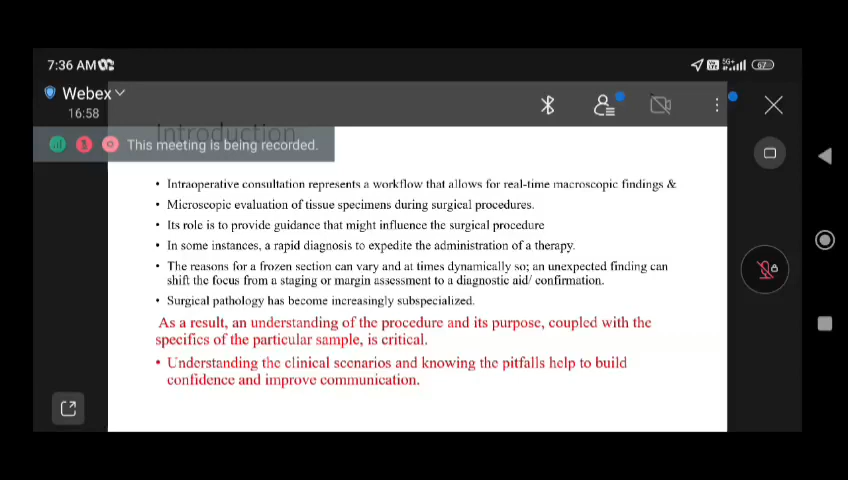 7:36 AM
5G+
67
Webex
16:58
Introduction
This meeting is being recorded.
• Intraoperative consultation represents a workflow that allows for real-time macroscopic findings &
• Microscopic evaluation of tissue specimens during surgical procedures.
• Its role is to provide guidance that might influence the surgical procedure
• In some instances, a rapid diagnosis to expedite the administration of a therapy.
• The reasons for a frozen section can vary and at times dynamically so; an unexpected finding can
shift the focus from a staging or margin assessment to a diagnostic aid/ confirmation.
• Surgical pathology has become increasingly subspecialized.
As a result, an understanding of the procedure and its purpose, coupled with the
specifics of the particular sample, is critical.
• Understanding the clinical scenarios and knowing the pitfalls help to build
confidence and improve communication.